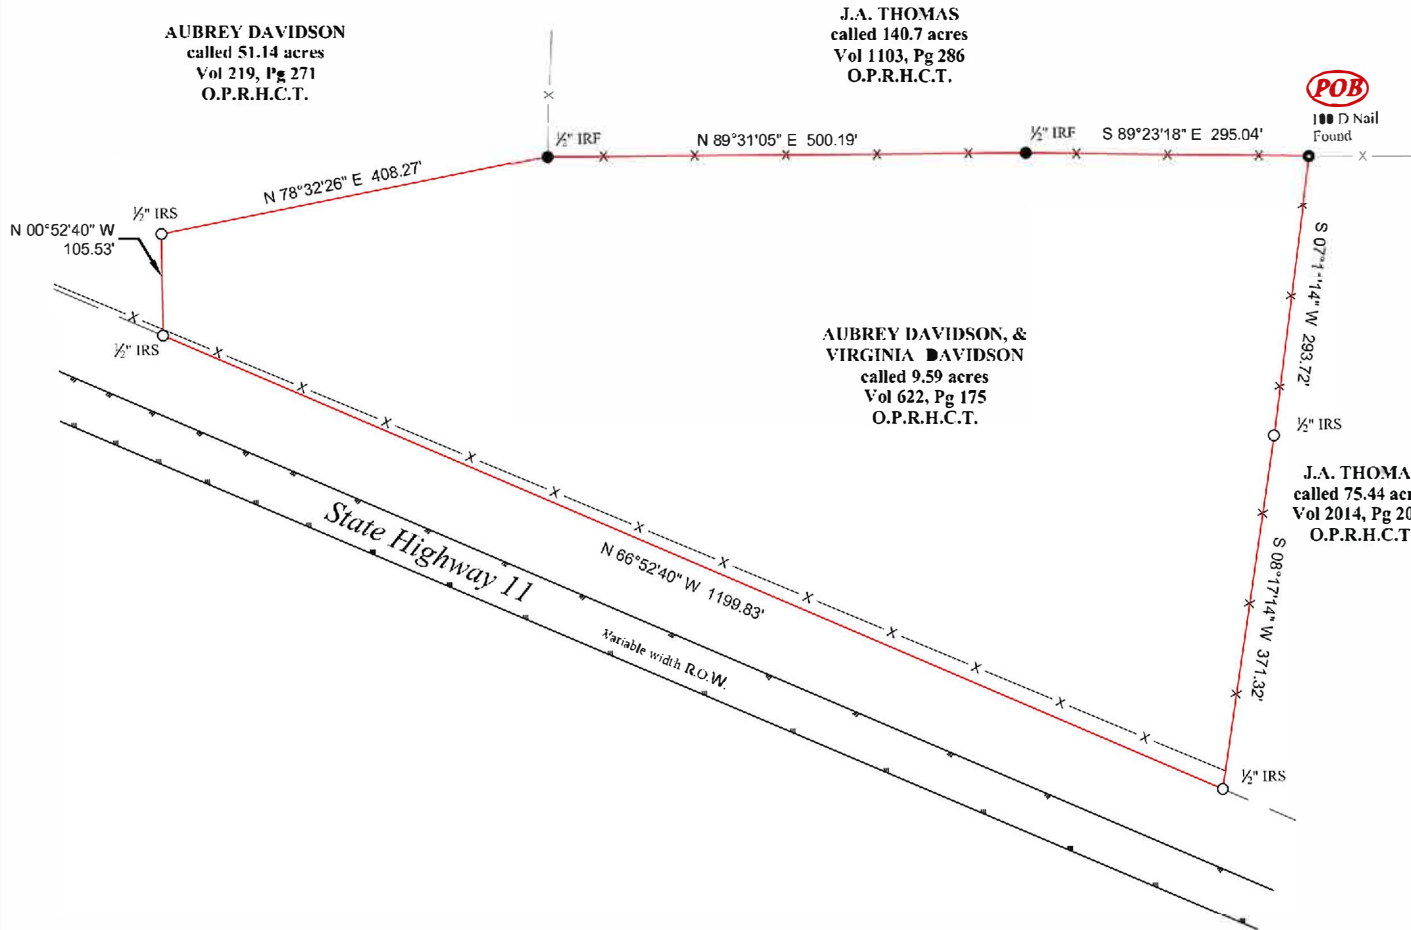 J.A. THOMAS
called 140.7 acres
Vol 1103, Pg 286
O.P.R.H.C.T.
AUBREY DAVIDSON
called 51.14 acres
Vol 219, Pg 271
O.P.R.H.C.T.
POB
100 D Nail
Found
½" IRF
N 89°31'05" E 500.19'
½" IRF
S 89°23'18" E 295.04'
N 78°32'26" E 408.27'
½" IRS
N 00°52'40" W
105.53'
½" IRS
S 07°11'14" W 293.72'
AUBREY DAVIDSON, &
VIRGINIA DAVIDSON
called 9.59 acres
Vol 622, Pg 175
O.P.R.H.C.T.
½" IRS
J.A. THOMA
called 75.44 acr
Vol 2014, Pg 20
O.P.R.H.C.T
State Highway 11
N 66°52'40" W 1199.83'
S 08°17'14" W 371.32'
Variable width R.O.W.
½" IRS